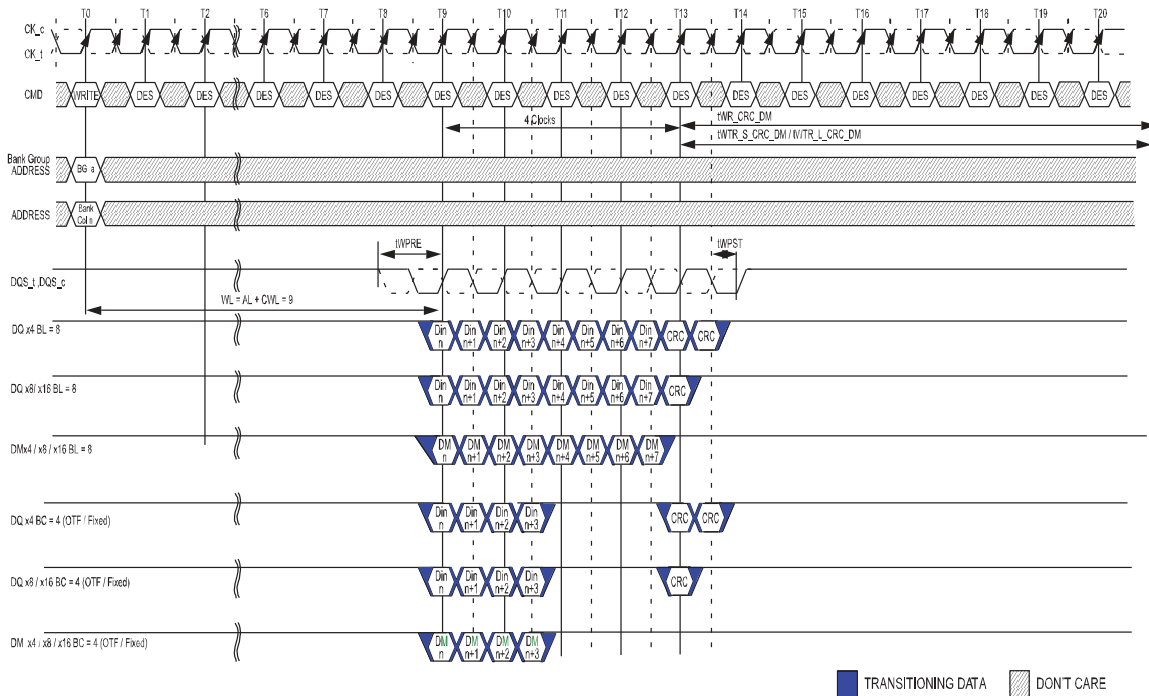 T0 T1 T2 T6 T7 T8 T9 T10 T11 T12 T13 T14 T15 T16 T17 T18 T19 T20
CK_c
CK_t
CMD WRITE DES DES DES DES DES DES DES DES DES DES DES DES DES DES DES DES DES
4 Clocks
tWR_CRC_DM
tWTR_S_CRC_DM / tWTR_L_CRC_DM
Bank Group
ADDRESS
BG a
ADDRESS
Bank
Col n
tWPRE
tWPST
DQS_t ,DQS_c
WL = AL + CWL = 9
DQ x4 BL = 8
Din Din Din Din Din Din Din Din CRC CRC
n n+1 n+2 n+3 n+4 n+5 n+6 n+7
DQ x8/ x16 BL = 8
Din Din Din Din Din Din Din Din CRC
n n+1 n+2 n+3 n+4 n+5 n+6 n+7
DMx4 / x8 / x16 BL = 8
DM DM DM DM DM DM DM DM
n n+1 n+2 n+3 n+4 n+5 n+6 n+7
DQ x4 BC = 4 (OTF / Fixed)
Din Din Din Din CRC CRC
n n+1 n+2 n+3
DQ x8 / x16 BC = 4 (OTF / Fixed)
Din Din Din Din CRC
n n+1 n+2 n+3
DM x4 / x8 / x16 BC = 4 (OTF / Fixed)
DM DM DM DM
n n+1 n+2 n+3
TRANSITIONING DATA
DON'T CARE